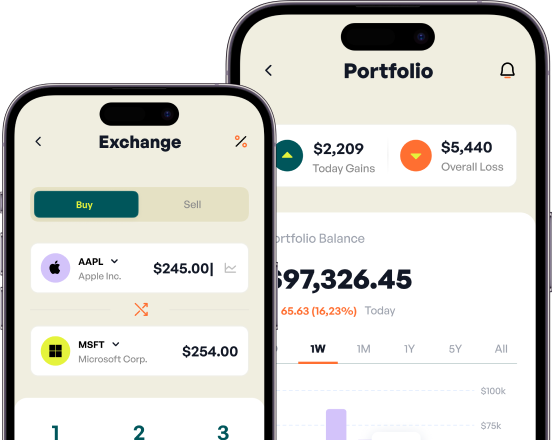 Exchange
Buy
Sell
AAPL
Apple Inc.
$245.00|
MSFT
Microsoft Corp.
$254.00
1
2
3
Portfolio
$2,209
Today Gains
$5,440
Overall Loss
Balance
97,326.45
65.63 (16,23%)
Today
1W
1M
1Y
5Y
All
$100k
$75k